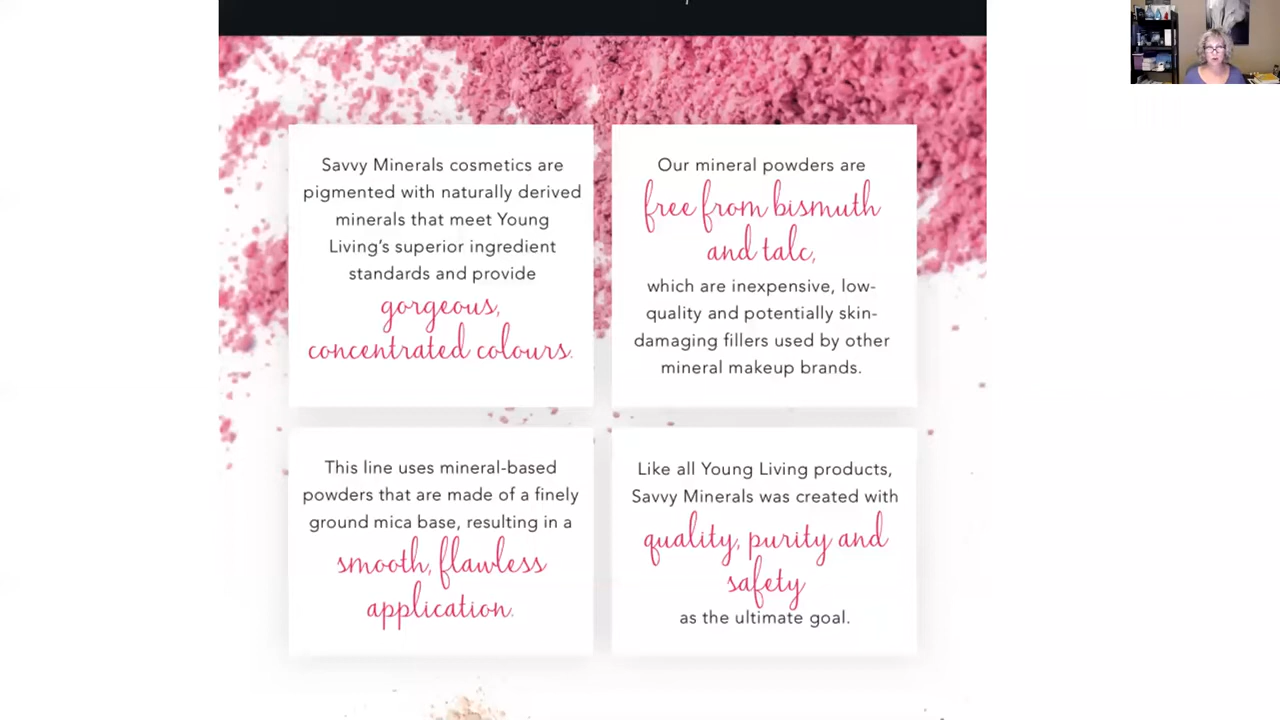 Savvy Minerals cosmetics are
pigmented with naturally derived
minerals that meet Young
Living's superior ingredient
standards and provide
gorgeous,
concentrated colours.
Our mineral powders are
free from bismuth
and talc,
which are inexpensive, low-
quality and potentially skin-
damaging fillers used by other
mineral makeup brands.
This line uses mineral-based
powders that are made of a finely
ground mica base, resulting in a
smooth, flawless
application.
Like all Young Living products,
Savvy Minerals was created with
quality, purity and
safety
as the ultimate goal.